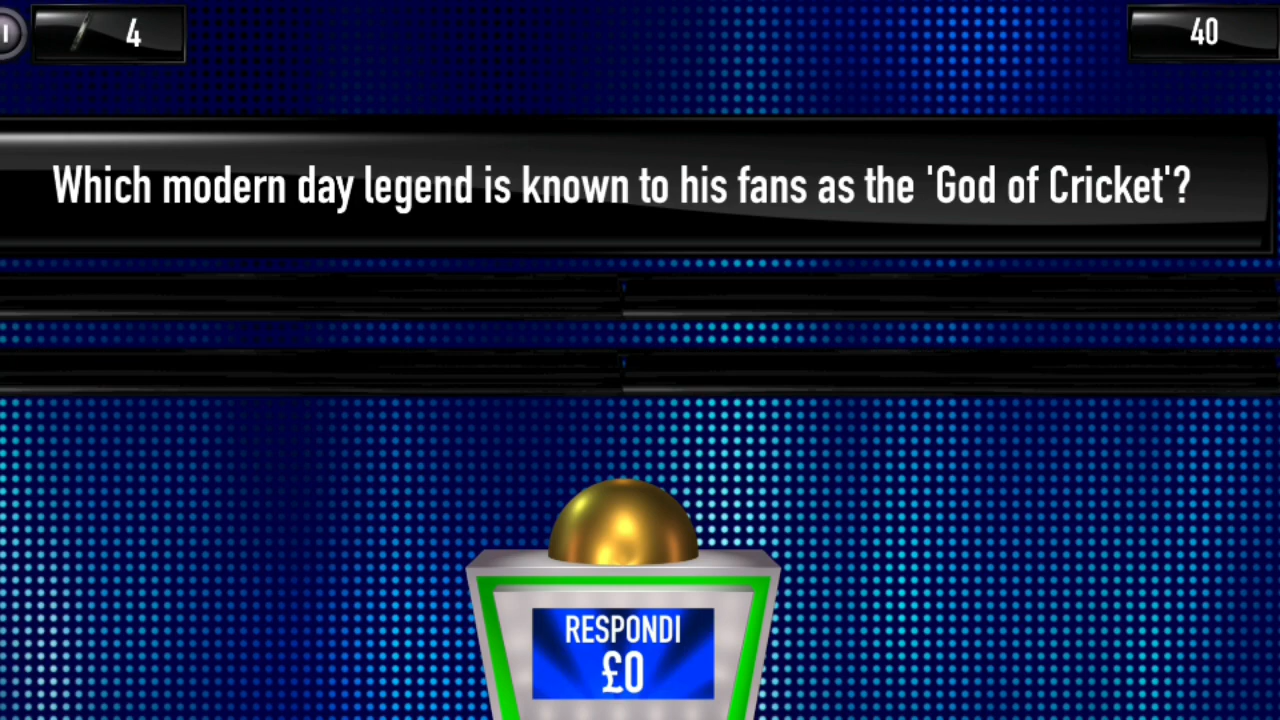 4
40
Which modern day legend is known to his fans as the 'God of Cricket'?
RESPONDI
£0